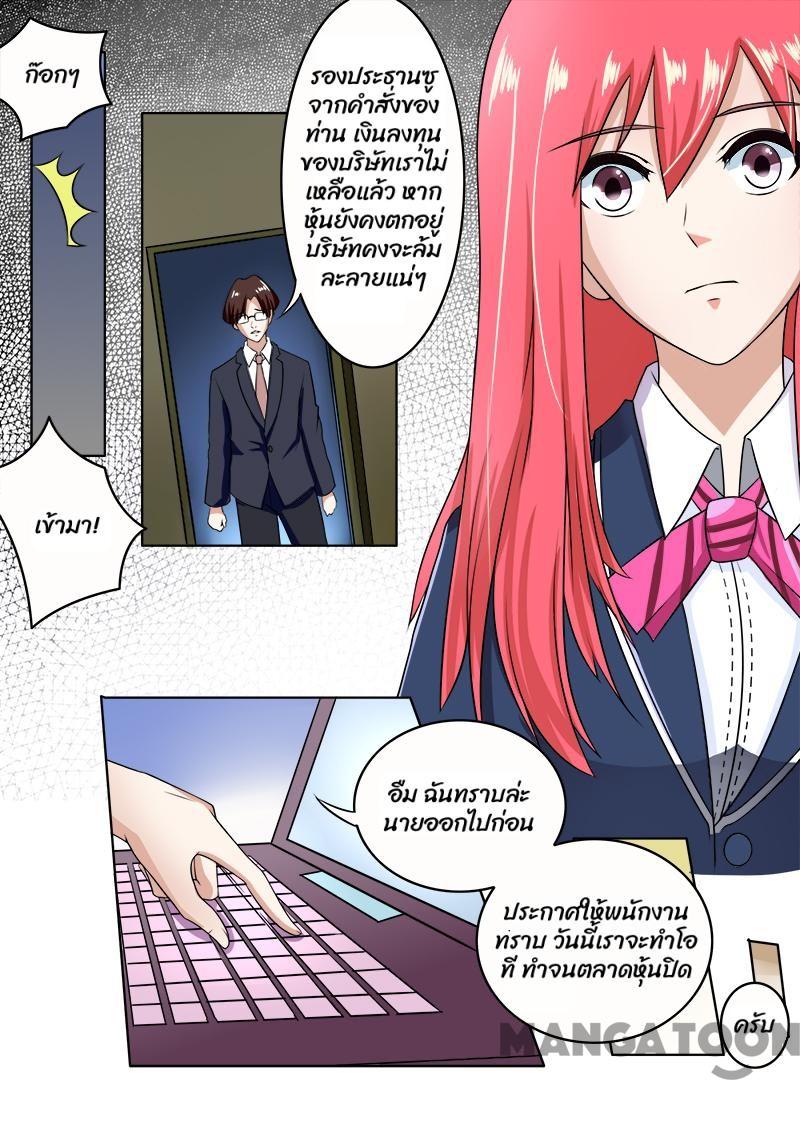 ก๊อกๆ
เข้ามา!
รองประธานซู
จากคำสั่งของ
ท่าน เงินลงทุน
ของบริษัทเราไม่
เหลือแล้ว หาก
หุ้นยังคงตกอยู่
บริษัทคงจะล้ม
ละลายแน่ๆ
อืม ฉันทราบล่ะ
นายออกไปก่อน
ประกาศให้พนักงาน
ทราบ วันนี้เราจะทำโอ
ที ทำจนตลาดหุ้นปิด
ครับ
MANGATOON